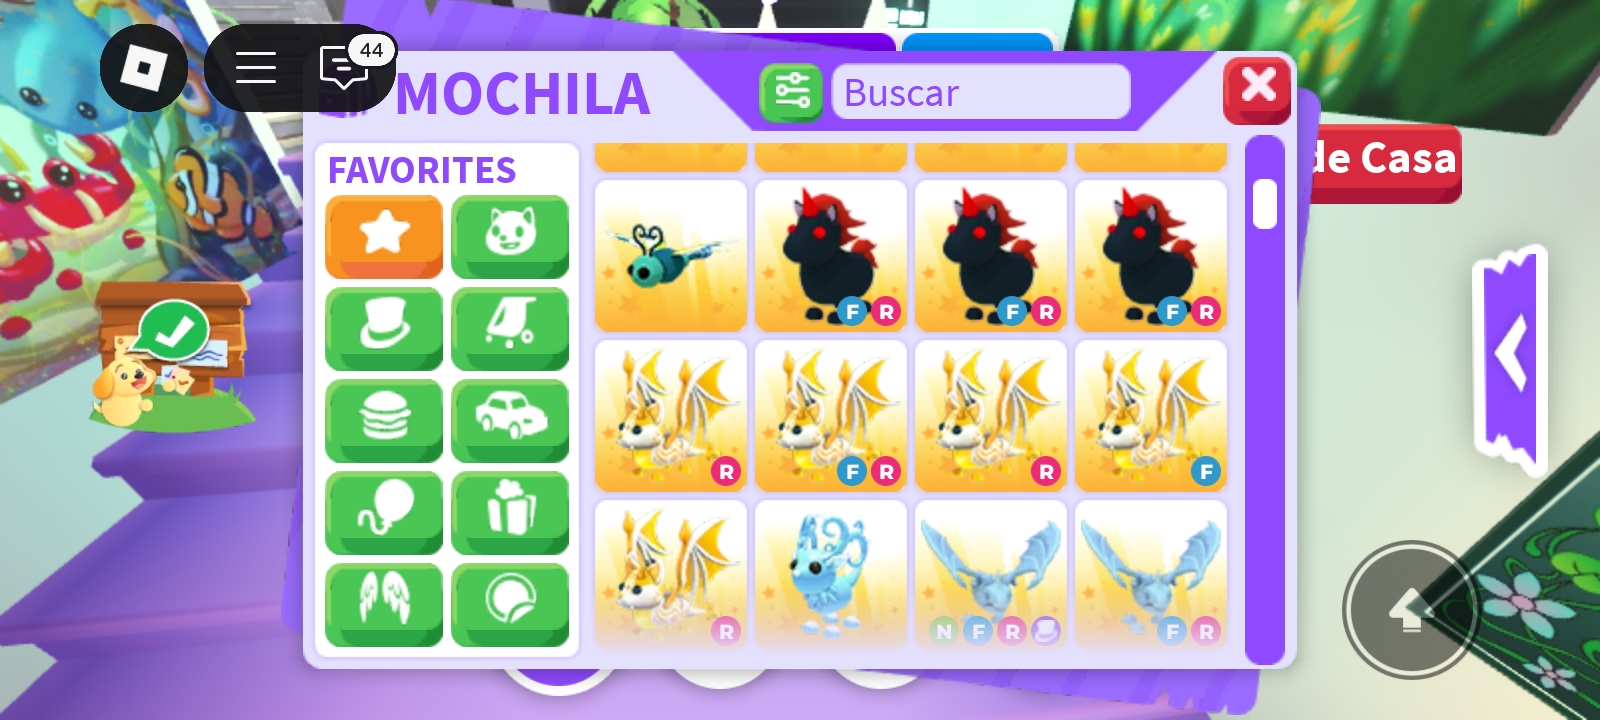 44
MOCHILA
Buscar
de Casa
FAVORITES
F R
F R
F R
R
F R
R
F
R
N F R
F R